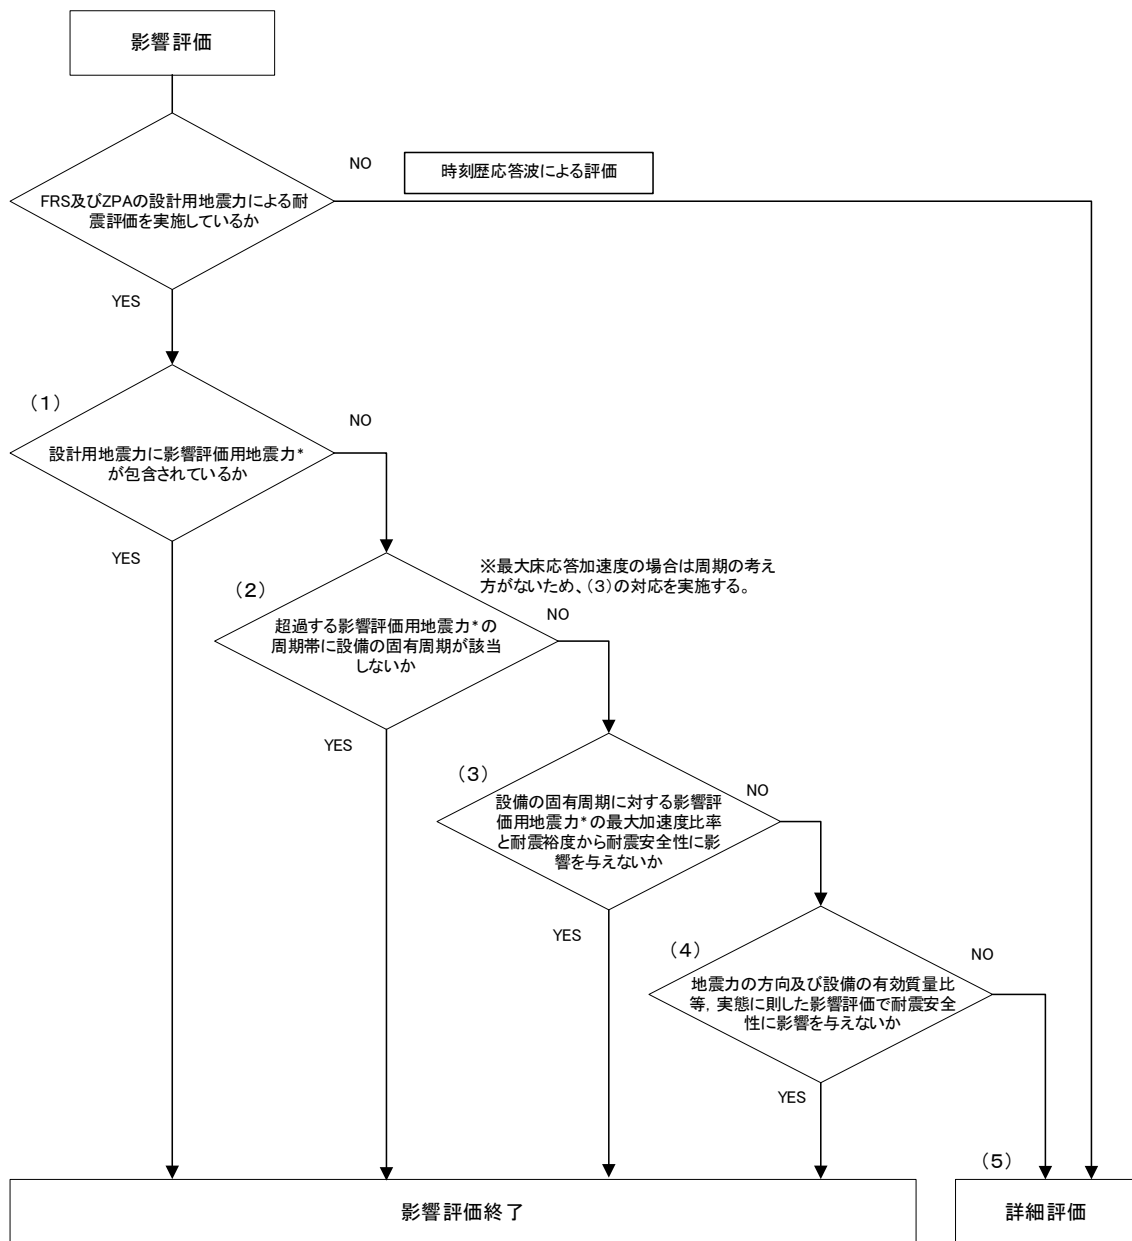 影響評価
NO
時刻歴応答波による評価
FRS及びZPAの設計用地震力による耐
震評価を実施しているか
YES
(1)
NO
設計用地震力に影響評価用地震力*
が包含されているか
YES
※最大床応答加速度の場合は周期の考え
方がないため、(3)の対応を実施する。
(2)
NO
超過する影響評価用地震力*の
周期帯に設備の固有周期が該当
しないか
YES
(3)
NO
設備の固有周期に対する影響評
価用地震力*の最大加速度比率
と耐震裕度から耐震安全性に影
響を与えないか
YES
(4)
NO
地震力の方向及び設備の有効質量比
等，実態に則した影響評価で耐震安全
性に影響を与えないか
YES
(5)
影響評価終了
詳細評価